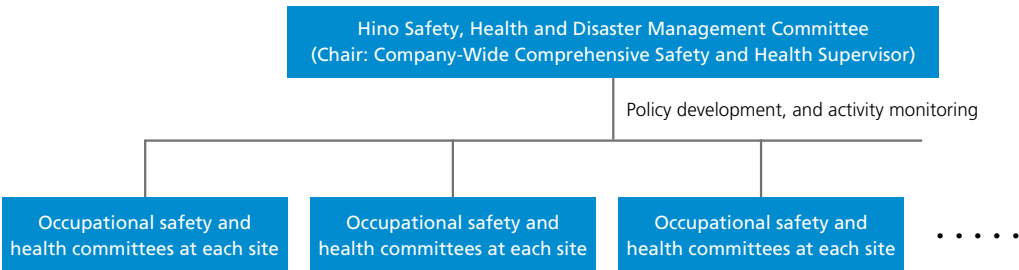 Hino Safety, Health and Disaster Management Committee
(Chair: Company-Wide Comprehensive Safety and Health Supervisor)
Policy development, and activity monitoring
Occupational safety and
health committees at each site
Occupational safety and
health committees at each site
Occupational safety and
health committees at each site
.....